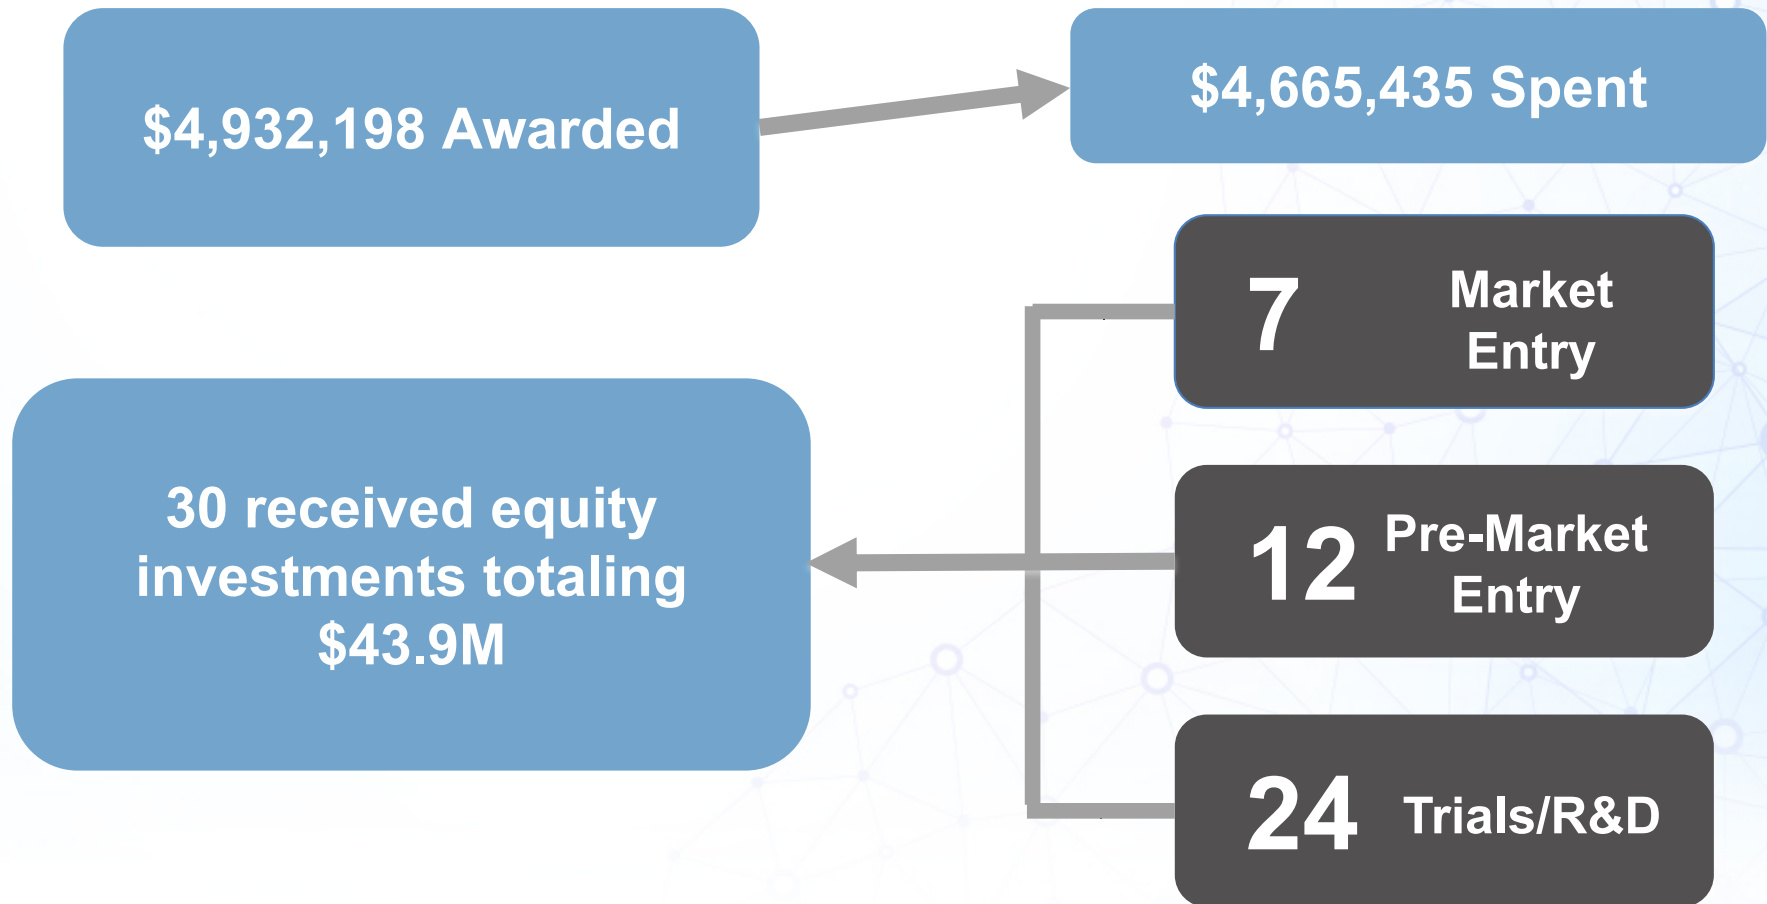 $4,932,198 Awarded
$4,665,435 Spent
7
Market
Entry
30 received equity
investments totaling
$43.9M
12
Pre-Market
Entry
24
Trials/R&D